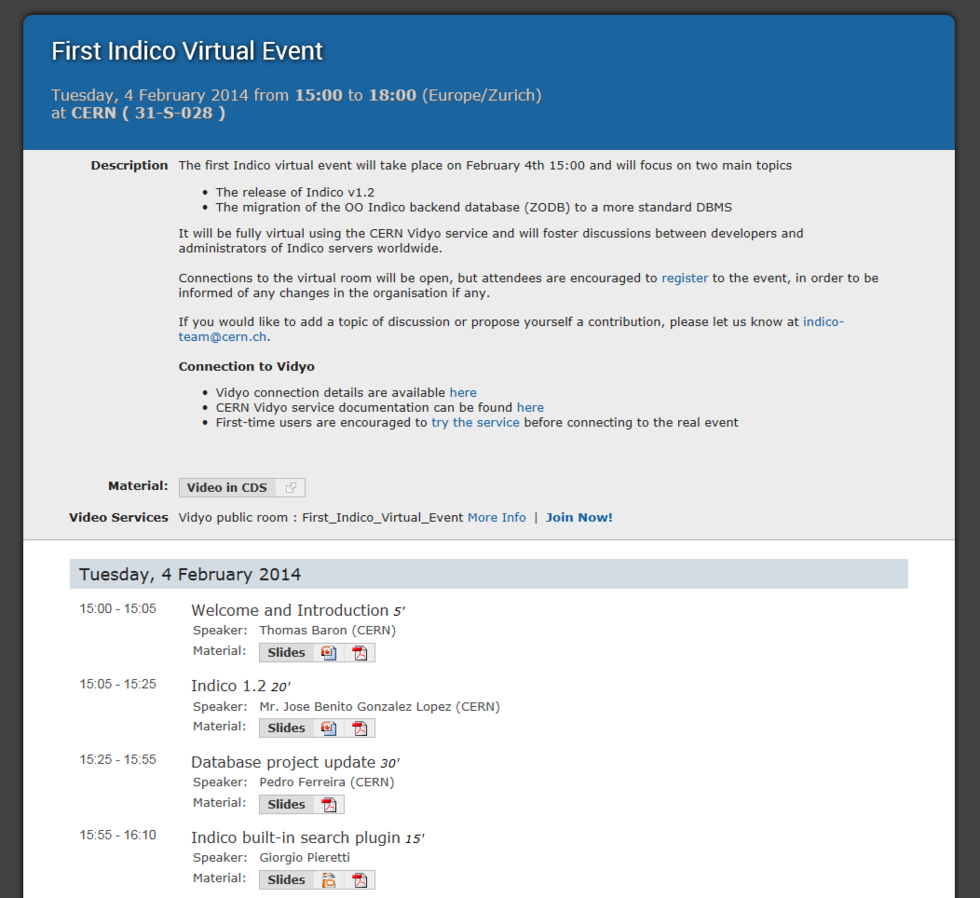 First Indico Virtual Event
Tuesday, 4 February 2014 from 15:00 to 18:00 (Europe/Zurich)
at CERN ( 31-S-028 )
Description The first Indico virtual event will take place on February 4th 15:00 and will focus on two main topics
• The release of Indico v1.2
• The migration of the OO Indico backend database (ZODB) to a more standard DBMS
It will be fully virtual using the CERN Vidyo service and will foster discussions between developers and
administrators of Indico servers worldwide.
Connections to the virtual room will be open, but attendees are encouraged to register to the event, in order to be
informed of any changes in the organisation if any.
If you would like to add a topic of discussion or propose yourself a contribution, please let us know at indico-
team@cern.ch.
Connection to Vidyo
• Vidyo connection details are available here
• CERN Vidyo service documentation can be found here
• First-time users are encouraged to try the service before connecting to the real event
Material: Video in CDS
Video Services Vidyo public room : First_Indico_Virtual_Event More Info | Join Now!
Tuesday, 4 February 2014
15:00 - 15:05 Welcome and Introduction 5'
Speaker: Thomas Baron (CERN)
Material: Slides
15:05 - 15:25 Indico 1.2 20'
Speaker: Mr. Jose Benito Gonzalez Lopez (CERN)
Material: Slides
15:25 - 15:55 Database project update 30'
Speaker: Pedro Ferreira (CERN)
Material: Slides
15:55 - 16:10 Indico built-in search plugin 15'
Speaker: Giorgio Pieretti
Material: Slides